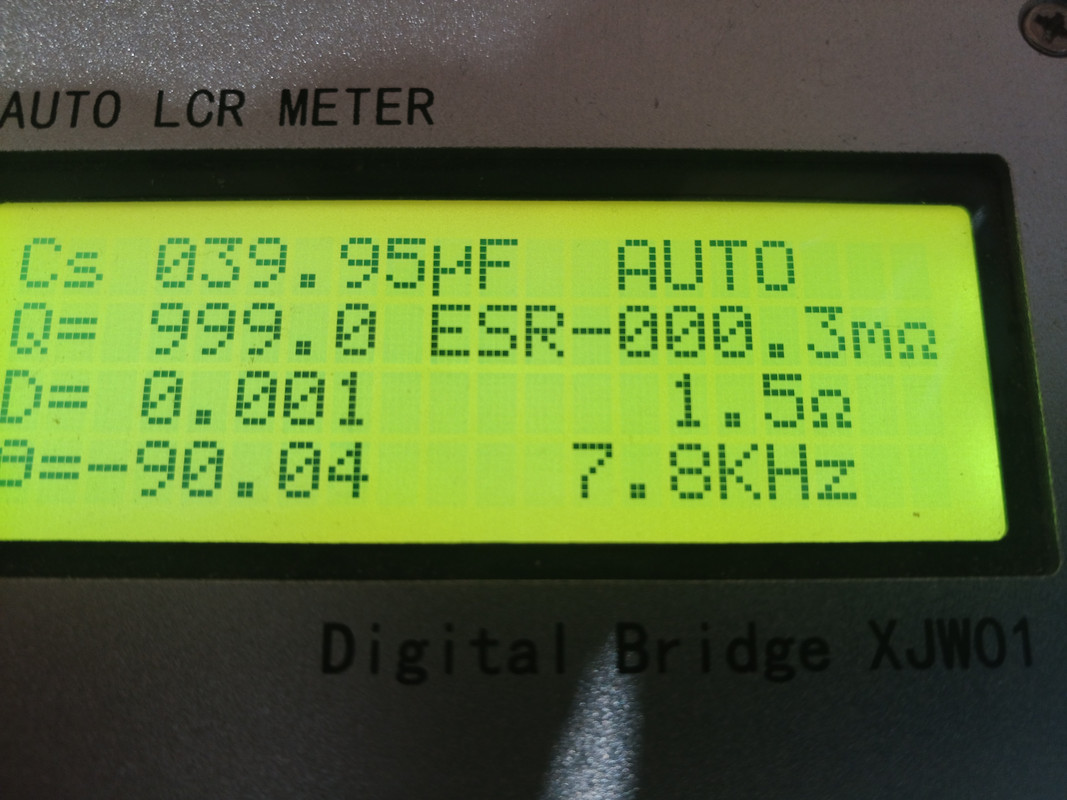 AUTO LCR METER
Cs 039.95µF AUTO
Q= 999.0 ESR-000.3mΩ
D= 0.001 1.5Ω
θ=-90.04 7.8KHz
Digital Bridge XJW01